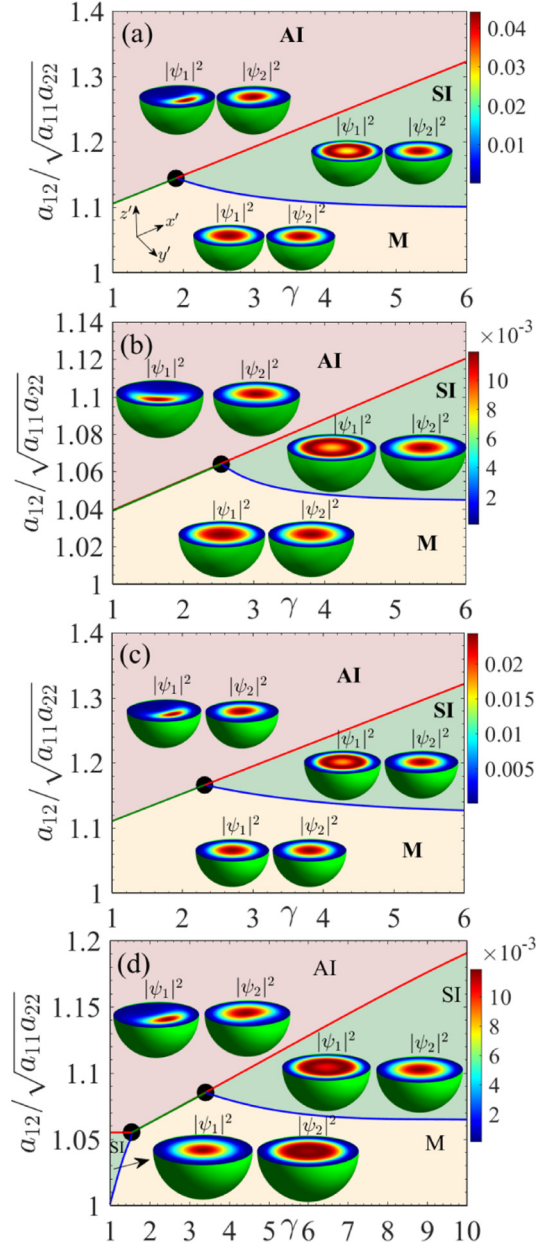 (a)
AI
0.04
0.03
0.02
0.01
|ψ₁|² |ψ₂|²
SI
|ψ₁|² |ψ₂|²
|ψ₁|² |ψ₂|²
M
z′
x′
y′
1.4
1.3
1.2
1.1
1
a₁₂/√a₁₁a₂₂
1 2 3 γ 4 5 6
(b)
AI
×10⁻³
10
8
6
4
2
|ψ₁|² |ψ₂|²
SI
|ψ₁|² |ψ₂|²
|ψ₁|² |ψ₂|²
M
1.14
1.12
1.1
1.08
1.06
1.04
1.02
1
a₁₂/√a₁₁a₂₂
1 2 3 γ 4 5 6
(c)
AI
0.02
0.015
0.01
0.005
|ψ₁|² |ψ₂|²
SI
|ψ₁|² |ψ₂|²
|ψ₁|² |ψ₂|²
M
1.4
1.3
1.2
1.1
1
a₁₂/√a₁₁a₂₂
1 2 3 γ 4 5 6
(d)
AI
×10⁻³
10
8
6
4
2
|ψ₁|² |ψ₂|²
SI
|ψ₁|² |ψ₂|²
SI
|ψ₁|² |ψ₂|²
M
1.2
1.15
1.1
1.05
1
a₁₂/√a₁₁a₂₂
1 2 3 4 5 γ 6 7 8 9 10